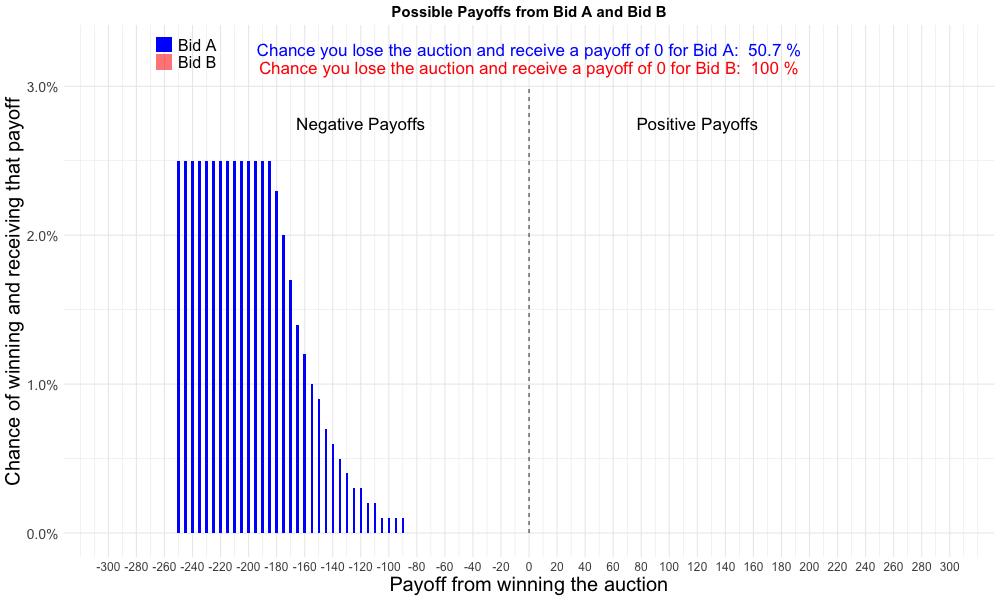 Possible Payoffs from Bid A and Bid B
Bid A
Bid B
Chance you lose the auction and receive a payoff of 0 for Bid A:  50.7 %
Chance you lose the auction and receive a payoff of 0 for Bid B:  100 %
Negative Payoffs
Positive Payoffs
Chance of winning and receiving that payoff
3.0%
2.0%
1.0%
0.0%
-300 -280 -260 -240 -220 -200 -180 -160 -140 -120 -100 -80 -60 -40 -20 0 20 40 60 80 100 120 140 160 180 200 220 240 260 280 300
Payoff from winning the auction